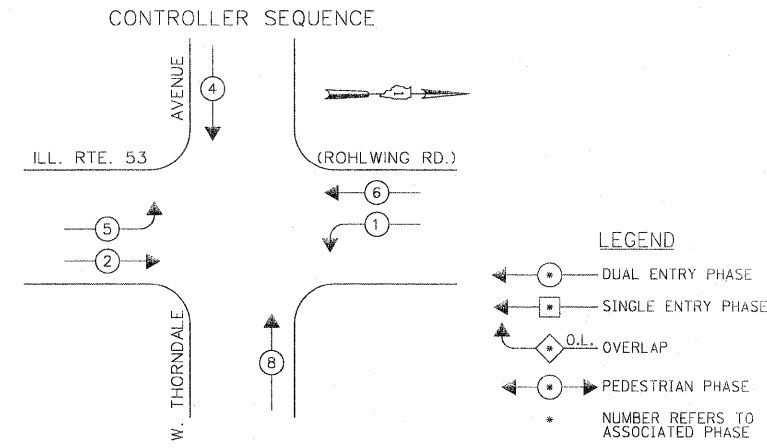 CONTROLLER SEQUENCE
AVENUE
4
ILL. RTE. 53
(ROHLWING RD.)
6
5
1
2
W. THORNDALE
8
LEGEND
* DUAL ENTRY PHASE
* SINGLE ENTRY PHASE
* O.L. OVERLAP
* PEDESTRIAN PHASE
* NUMBER REFERS TO
ASSOCIATED PHASE